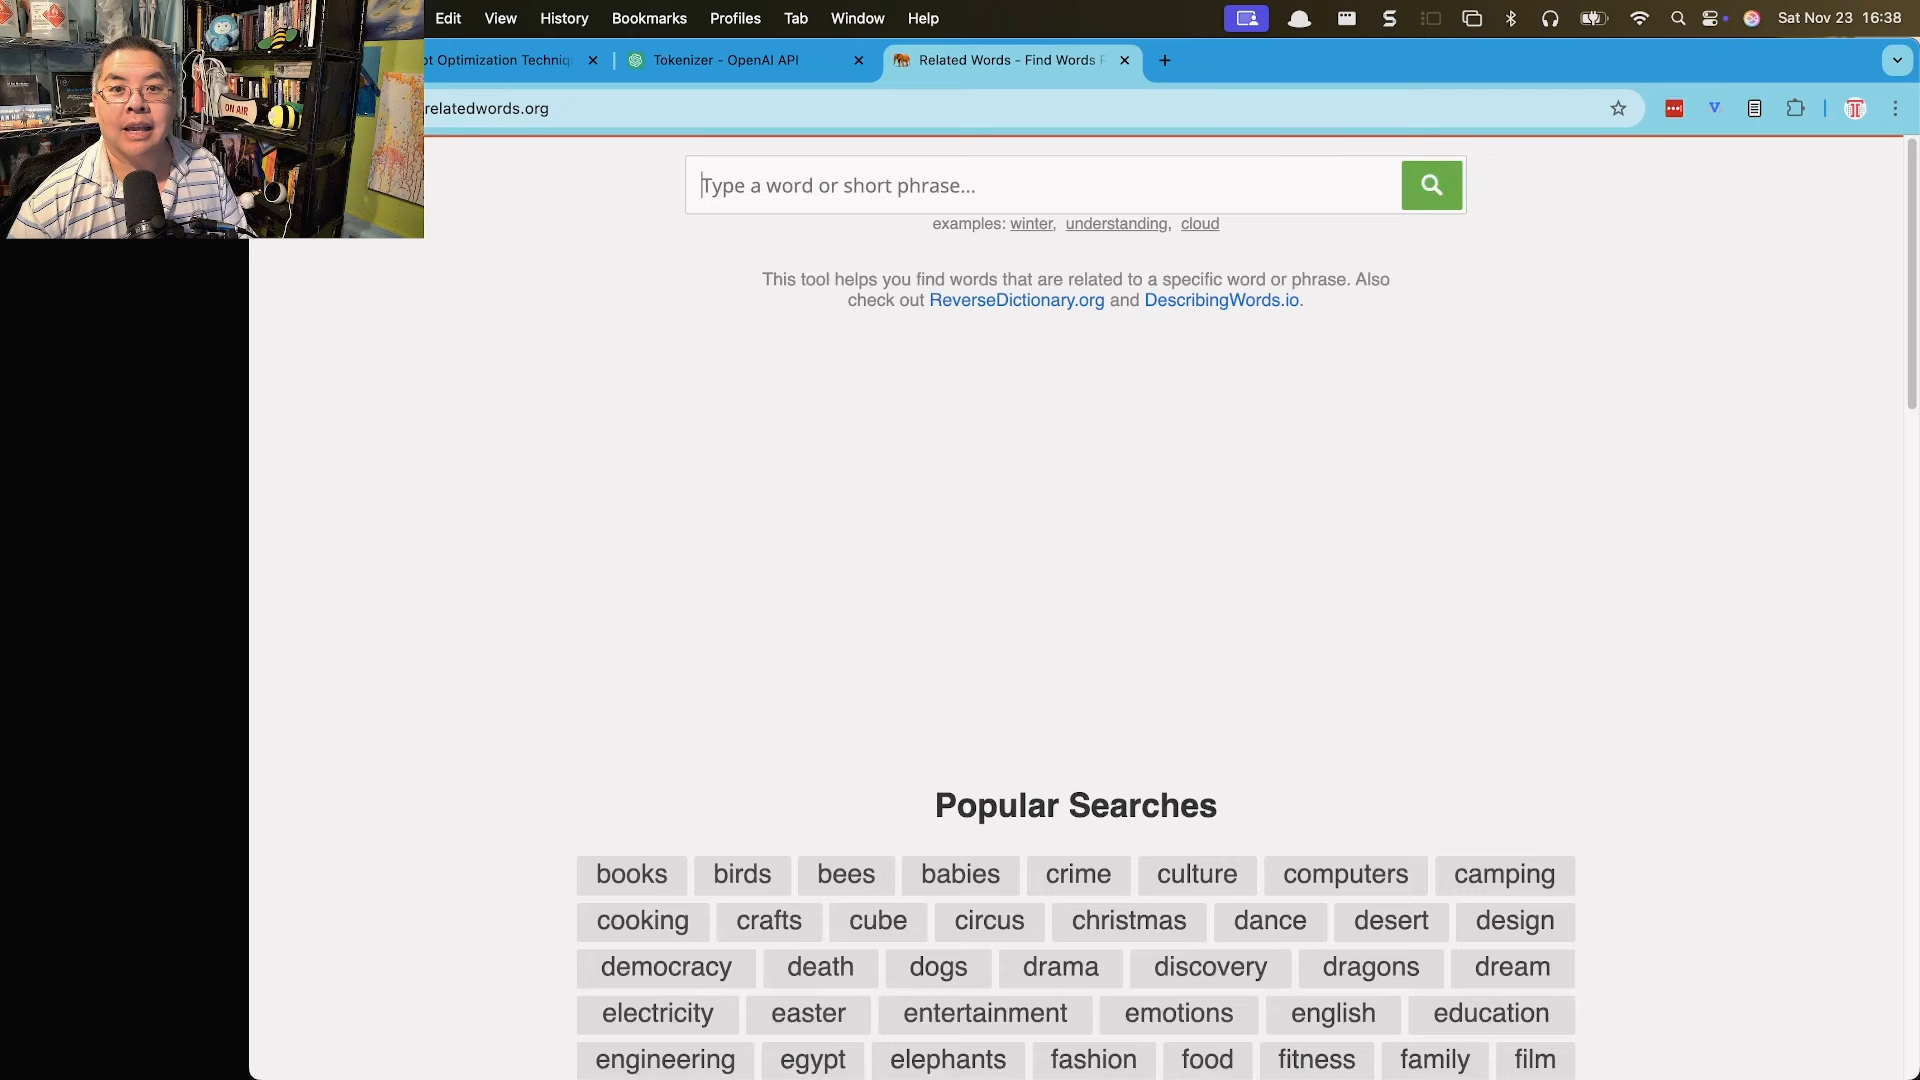 Edit View History Bookmarks Profiles Tab Window Help Sat Nov 23 16:38
ot Optimization Techniq Tokenizer - OpenAI API Related Words - Find Words R
relatedwords.org
ON AIR
Type a word or short phrase...
examples: winter, understanding, cloud
This tool helps you find words that are related to a specific word or phrase. Also
check out ReverseDictionary.org and DescribingWords.io.
Popular Searches
books birds bees babies crime culture computers camping
cooking crafts cube circus christmas dance desert design
democracy death dogs drama discovery dragons dream
electricity easter entertainment emotions english education
engineering egypt elephants fashion food fitness family film